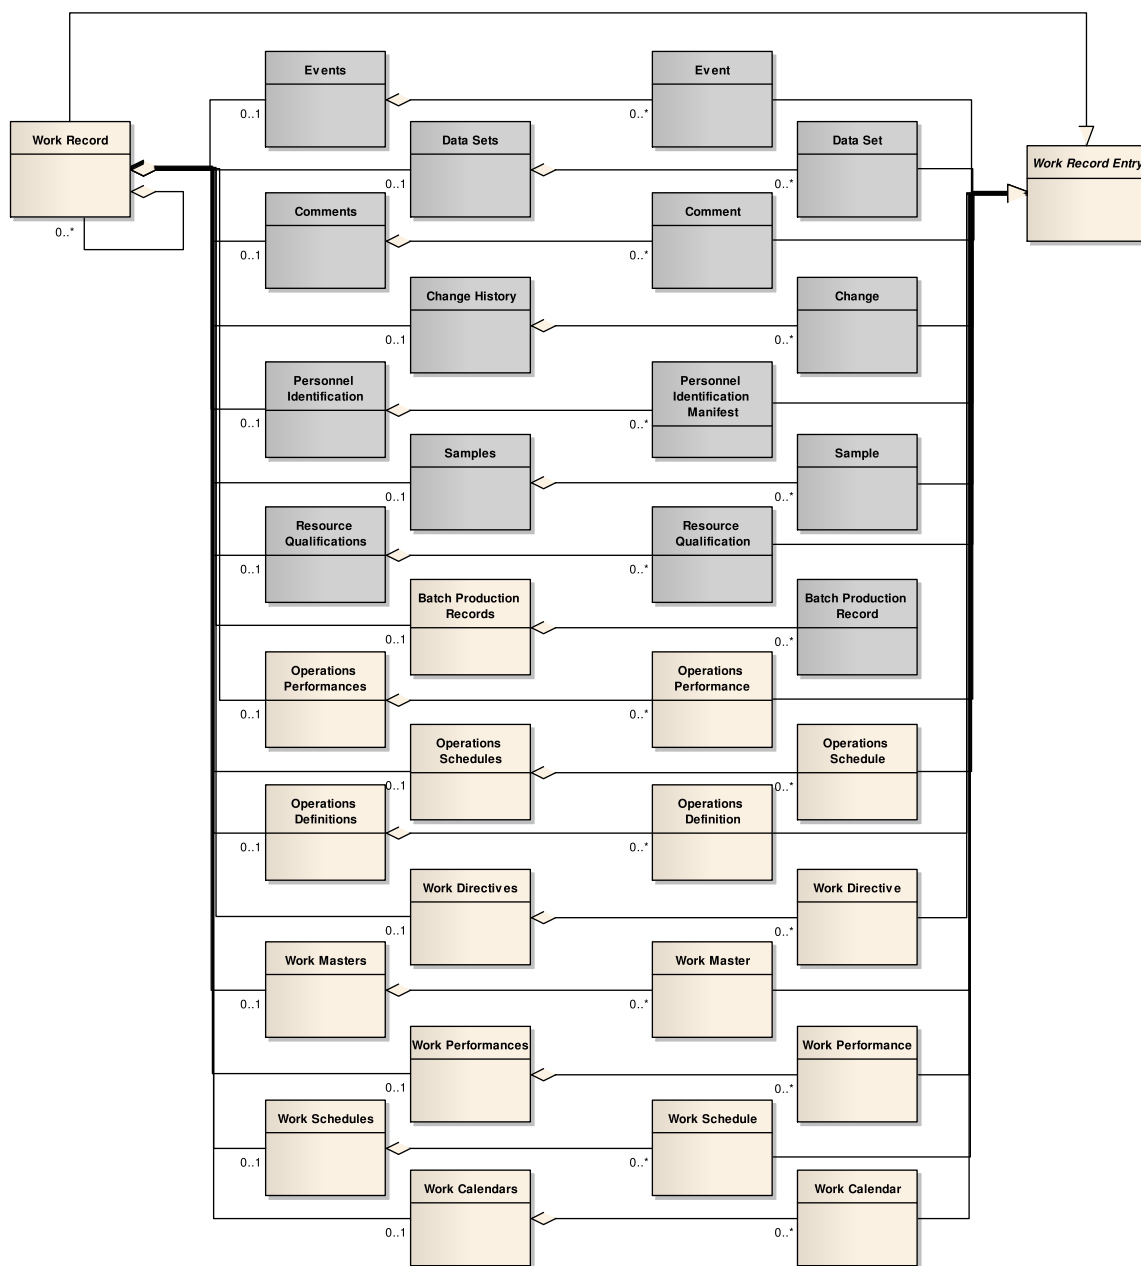 Events
Event
0..1
0..*
Work Record
Data Sets
Data Set
Work Record Entry
0..1
0..*
0..*
Comments
Comment
0..1
0..*
Change History
Change
0..1
0..*
Personnel
Identification
Personnel
Identification
Manifest
0..1
0..*
Samples
Sample
0..1
0..*
Resource
Qualifications
Resource
Qualification
0..1
0..*
Batch Production
Records
Batch Production
Record
0..1
0..*
Operations
Performances
Operations
Performance
0..1
0..*
Operations
Schedules
Operations
Schedule
0..1
0..*
Operations
Definitions
Operations
Definition
0..1
0..*
Work Directives
Work Directive
0..1
0..*
Work Masters
Work Master
0..1
0..*
Work Performances
Work Performance
0..1
0..*
Work Schedules
Work Schedule
0..1
0..*
Work Calendars
Work Calendar
0..1
0..*